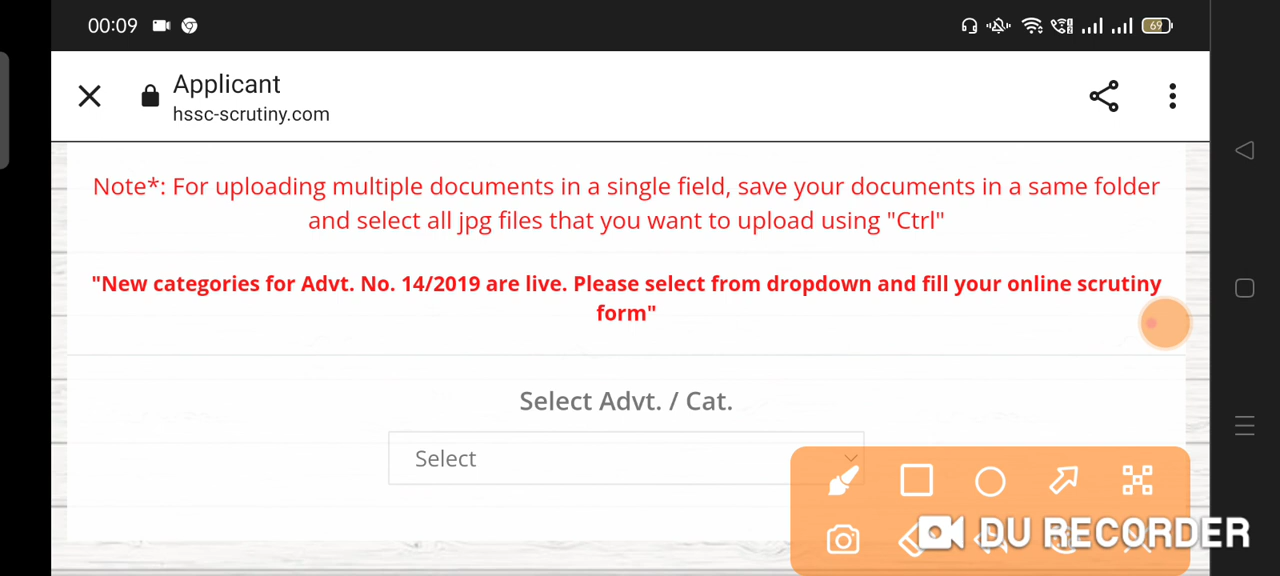 00:09
69
Applicant
hssc-scrutiny.com
Note*: For uploading multiple documents in a single field, save your documents in a same folder
and select all jpg files that you want to upload using "Ctrl"
"New categories for Advt. No. 14/2019 are live. Please select from dropdown and fill your online scrutiny
form"
Select Advt. / Cat.
Select
DU RECORDER